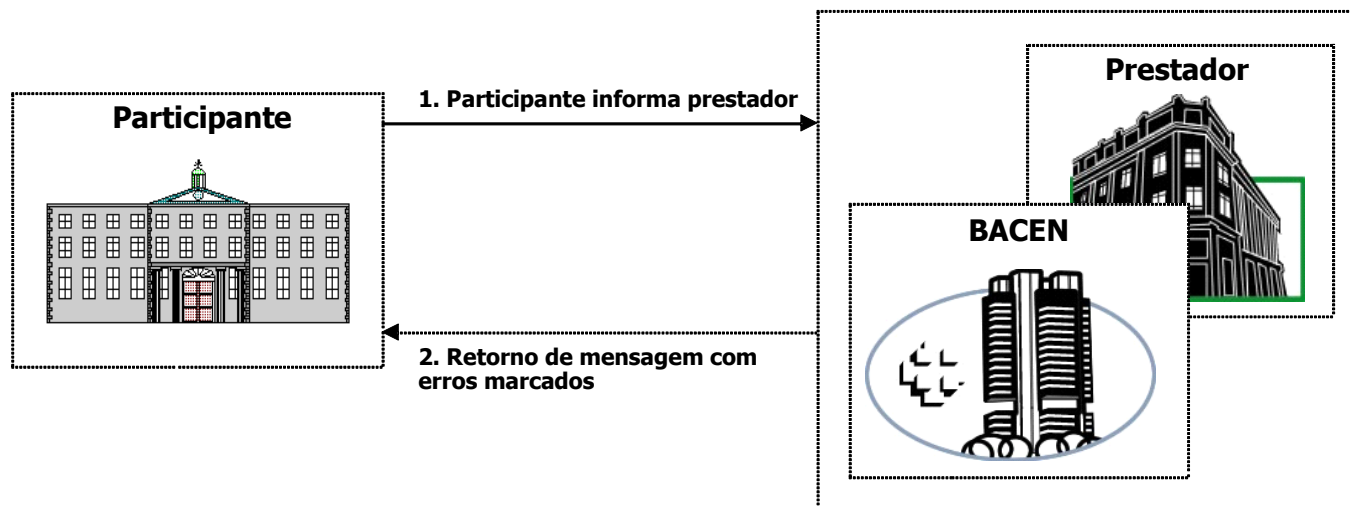 Prestador
Participante
1. Participante informa prestador
BACEN
2. Retorno de mensagem com
erros marcados